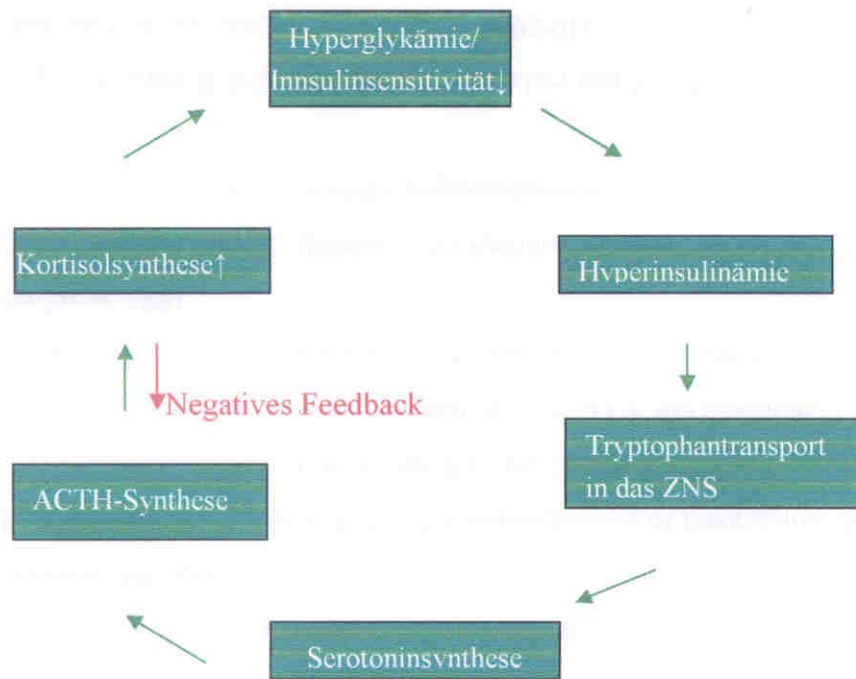 Hyperglykämie/
Innsulinsensitivität↓
Kortisolsynthese↑
Hyperinsulinämie
Negatives Feedback
Tryptophantransport
in das ZNS
ACTH-Synthese
Serotoninsynthese